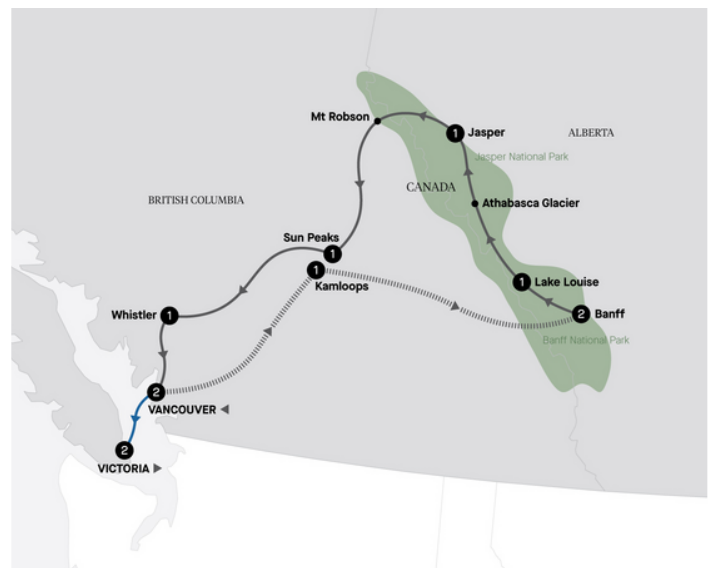 Mt Robson
1
Jasper
ALBERTA
Jasper National Park
CANADA
BRITISH COLUMBIA
Athabasca Glacier
Sun Peaks
1
1
Kamloops
1
Lake Louise
Whistler
1
2
Banff
Banff National Park
2
VANCOUVER ◀
2
VICTORIA ▶